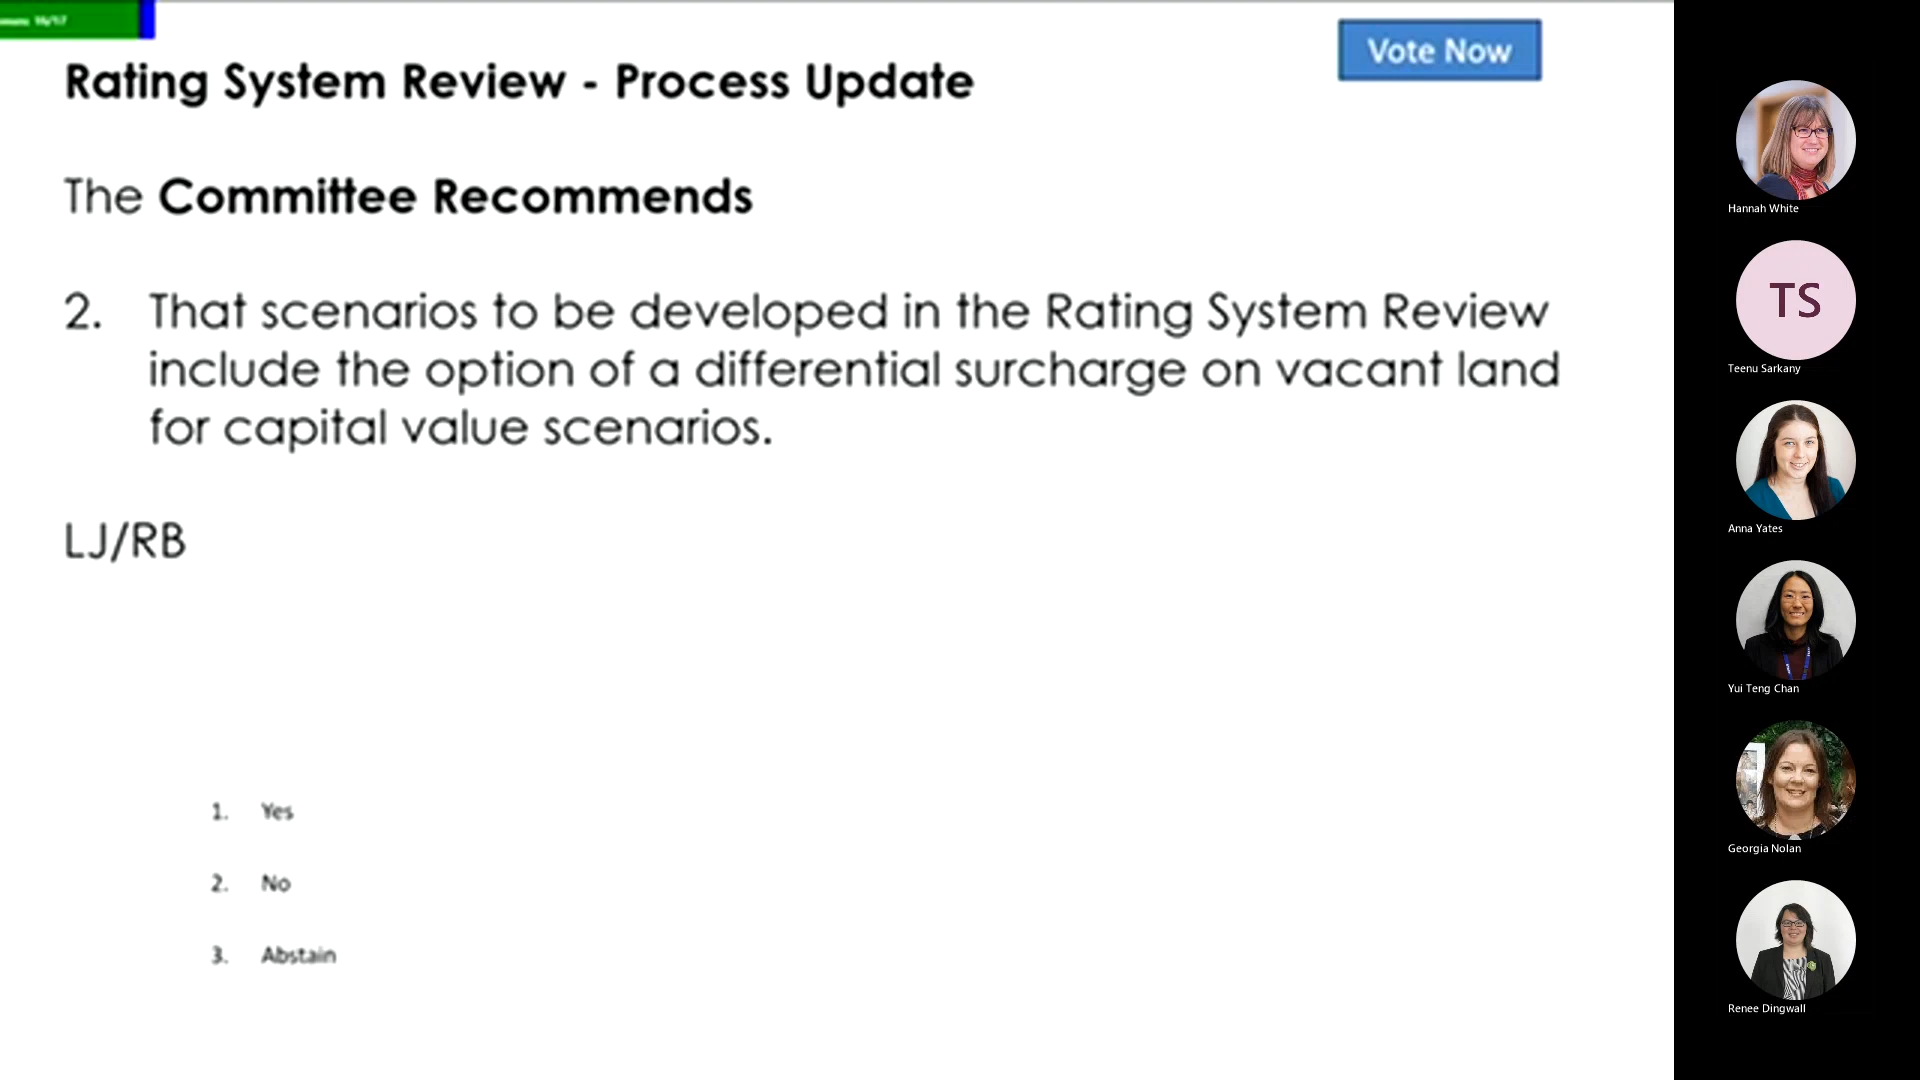 16/17
Vote Now
Rating System Review - Process Update
The Committee Recommends
2. That scenarios to be developed in the Rating System Review
include the option of a differential surcharge on vacant land
for capital value scenarios.
LJ/RB
1. Yes
2. No
3. Abstain
Hannah White
TS
Teenu Sarkany
Anna Yates
Yui Teng Chan
Georgia Nolan
Renee Dingwall